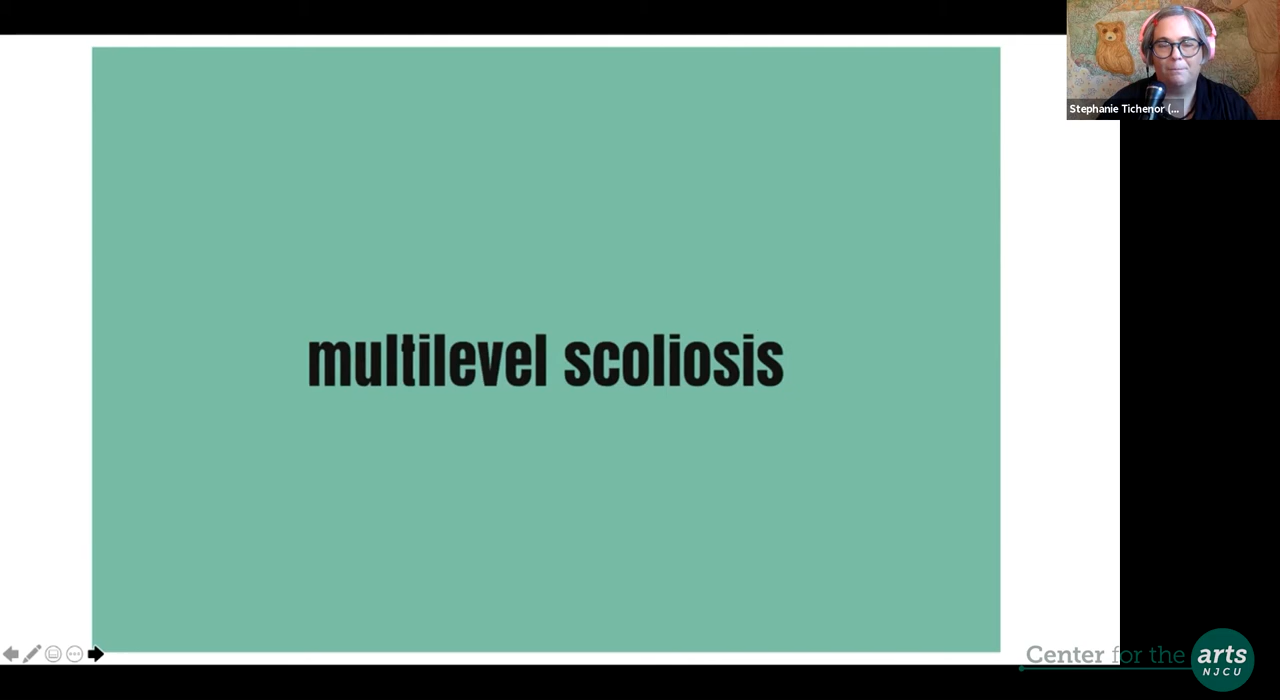 Stephanie Tichenor (...
multilevel scoliosis
Center for the arts
NJCU